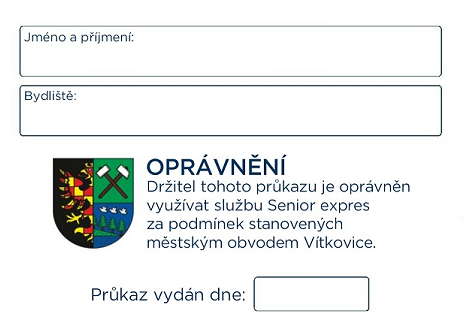 Jméno a příjmení:
Bydliště:
OPRÁVNĚNÍ
Držitel tohoto průkazu je oprávněn
využívat službu Senior expres
za podmínek stanovených
městským obvodem Vítkovice.
Průkaz vydán dne: